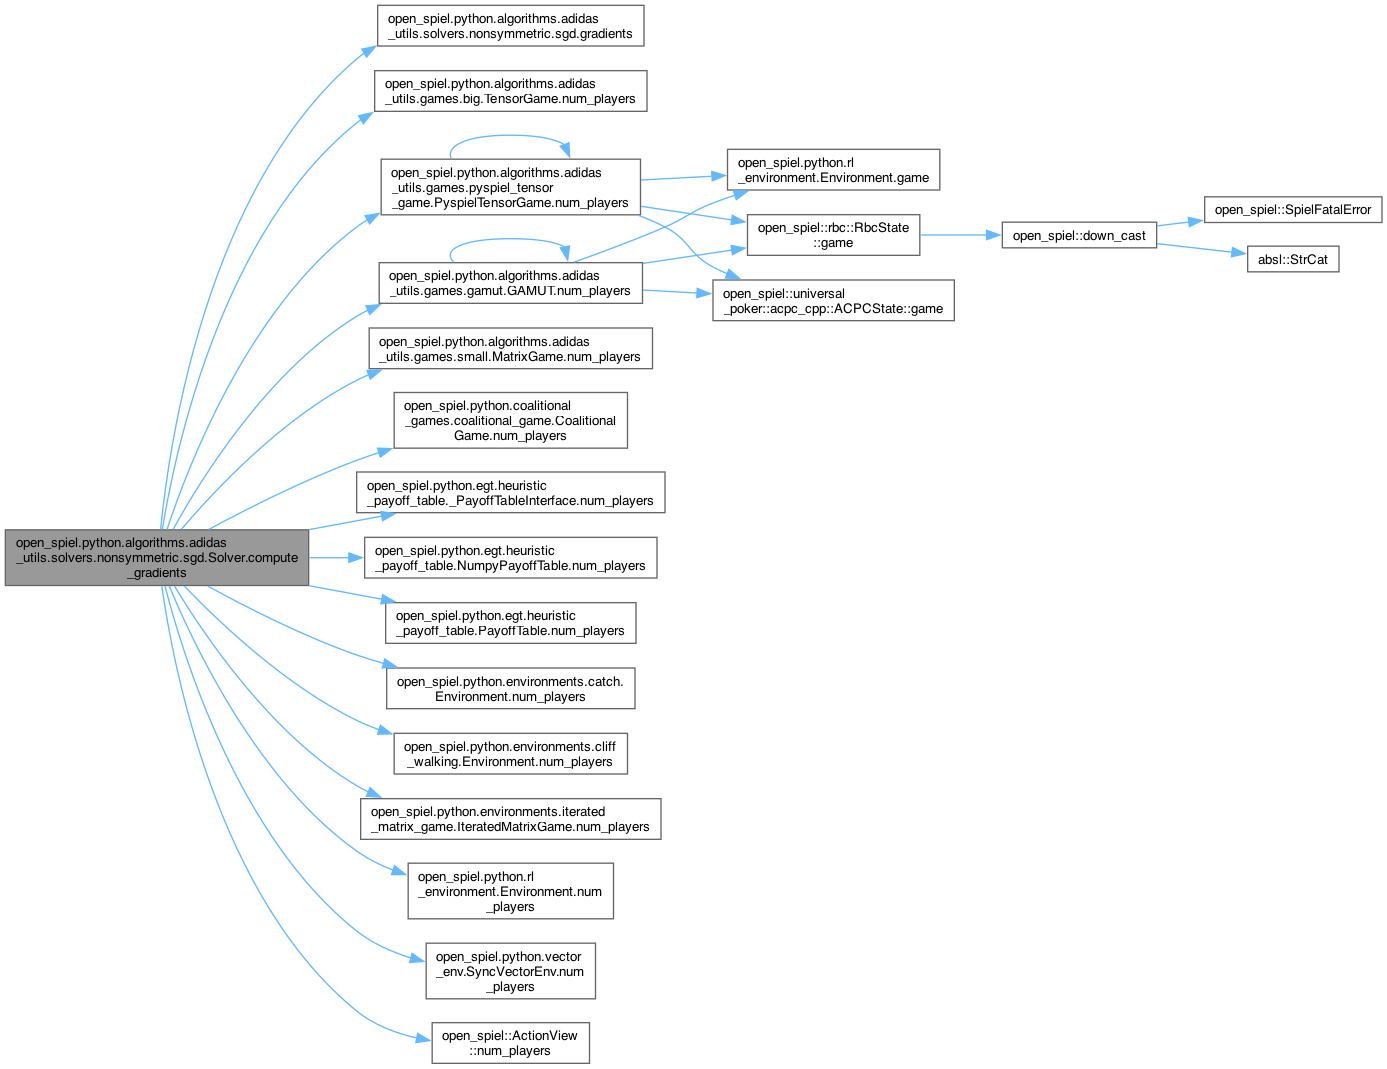 open_spiel.python.algorithms.adidas
_utils.solvers.nonsymmetric.sgd.Solver.compute
_gradients
open_spiel.python.algorithms.adidas
_utils.solvers.nonsymmetric.sgd.gradients
open_spiel.python.algorithms.adidas
_utils.games.big.TensorGame.num_players
open_spiel.python.algorithms.adidas
_utils.games.pyspiel_tensor
_game.PyspielTensorGame.num_players
open_spiel.python.algorithms.adidas
_utils.games.gamut.GAMUT.num_players
open_spiel.python.algorithms.adidas
_utils.games.small.MatrixGame.num_players
open_spiel.python.coalitional
_games.coalitional_game.Coalitional
Game.num_players
open_spiel.python.egt.heuristic
_payoff_table._PayoffTableInterface.num_players
open_spiel.python.egt.heuristic
_payoff_table.NumpyPayoffTable.num_players
open_spiel.python.egt.heuristic
_payoff_table.PayoffTable.num_players
open_spiel.python.environments.catch.
Environment.num_players
open_spiel.python.environments.cliff
_walking.Environment.num_players
open_spiel.python.environments.iterated
_matrix_game.IteratedMatrixGame.num_players
open_spiel.python.rl
_environment.Environment.num
_players
open_spiel.python.vector
_env.SyncVectorEnv.num
_players
open_spiel::ActionView
::num_players
open_spiel.python.rl
_environment.Environment.game
open_spiel::rbc::RbcState
::game
open_spiel::universal
_poker::acpc_cpp::ACPCState::game
open_spiel::down_cast
open_spiel::SpielFatalError
absl::StrCat